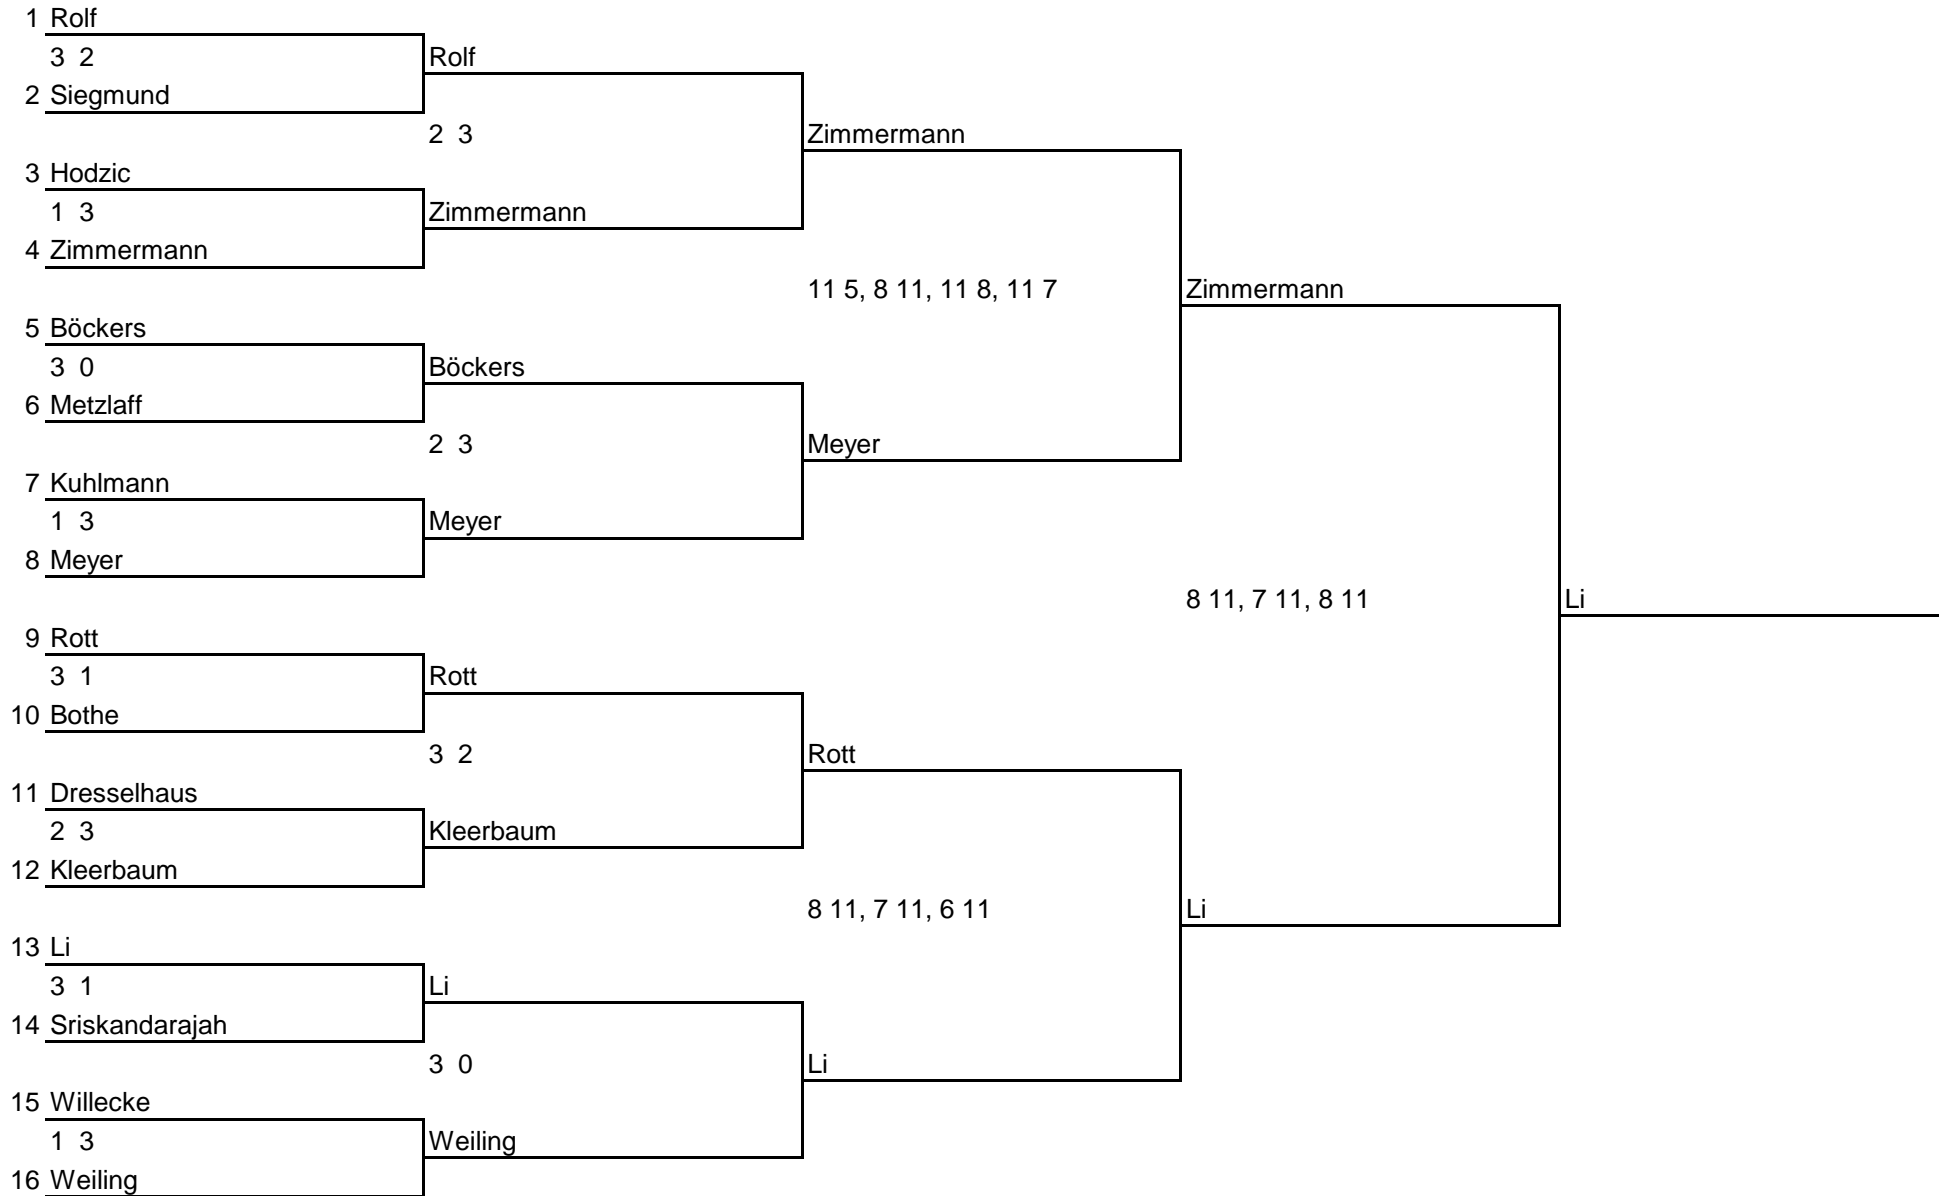 1 Rolf
3 2 Rolf
2 Siegmund
2 3 Zimmermann
3 Hodzic
1 3 Zimmermann
4 Zimmermann
11 5, 8 11, 11 8, 11 7 Zimmermann
5 Böckers
3 0 Böckers
6 Metzlaff
2 3 Meyer
7 Kuhlmann
1 3 Meyer
8 Meyer
8 11, 7 11, 8 11 Li
9 Rott
3 1 Rott
10 Bothe
3 2 Rott
11 Dresselhaus
2 3 Kleerbaum
12 Kleerbaum
8 11, 7 11, 6 11 Li
13 Li
3 1 Li
14 Sriskandarajah
3 0 Li
15 Willecke
1 3 Weiling
16 Weiling